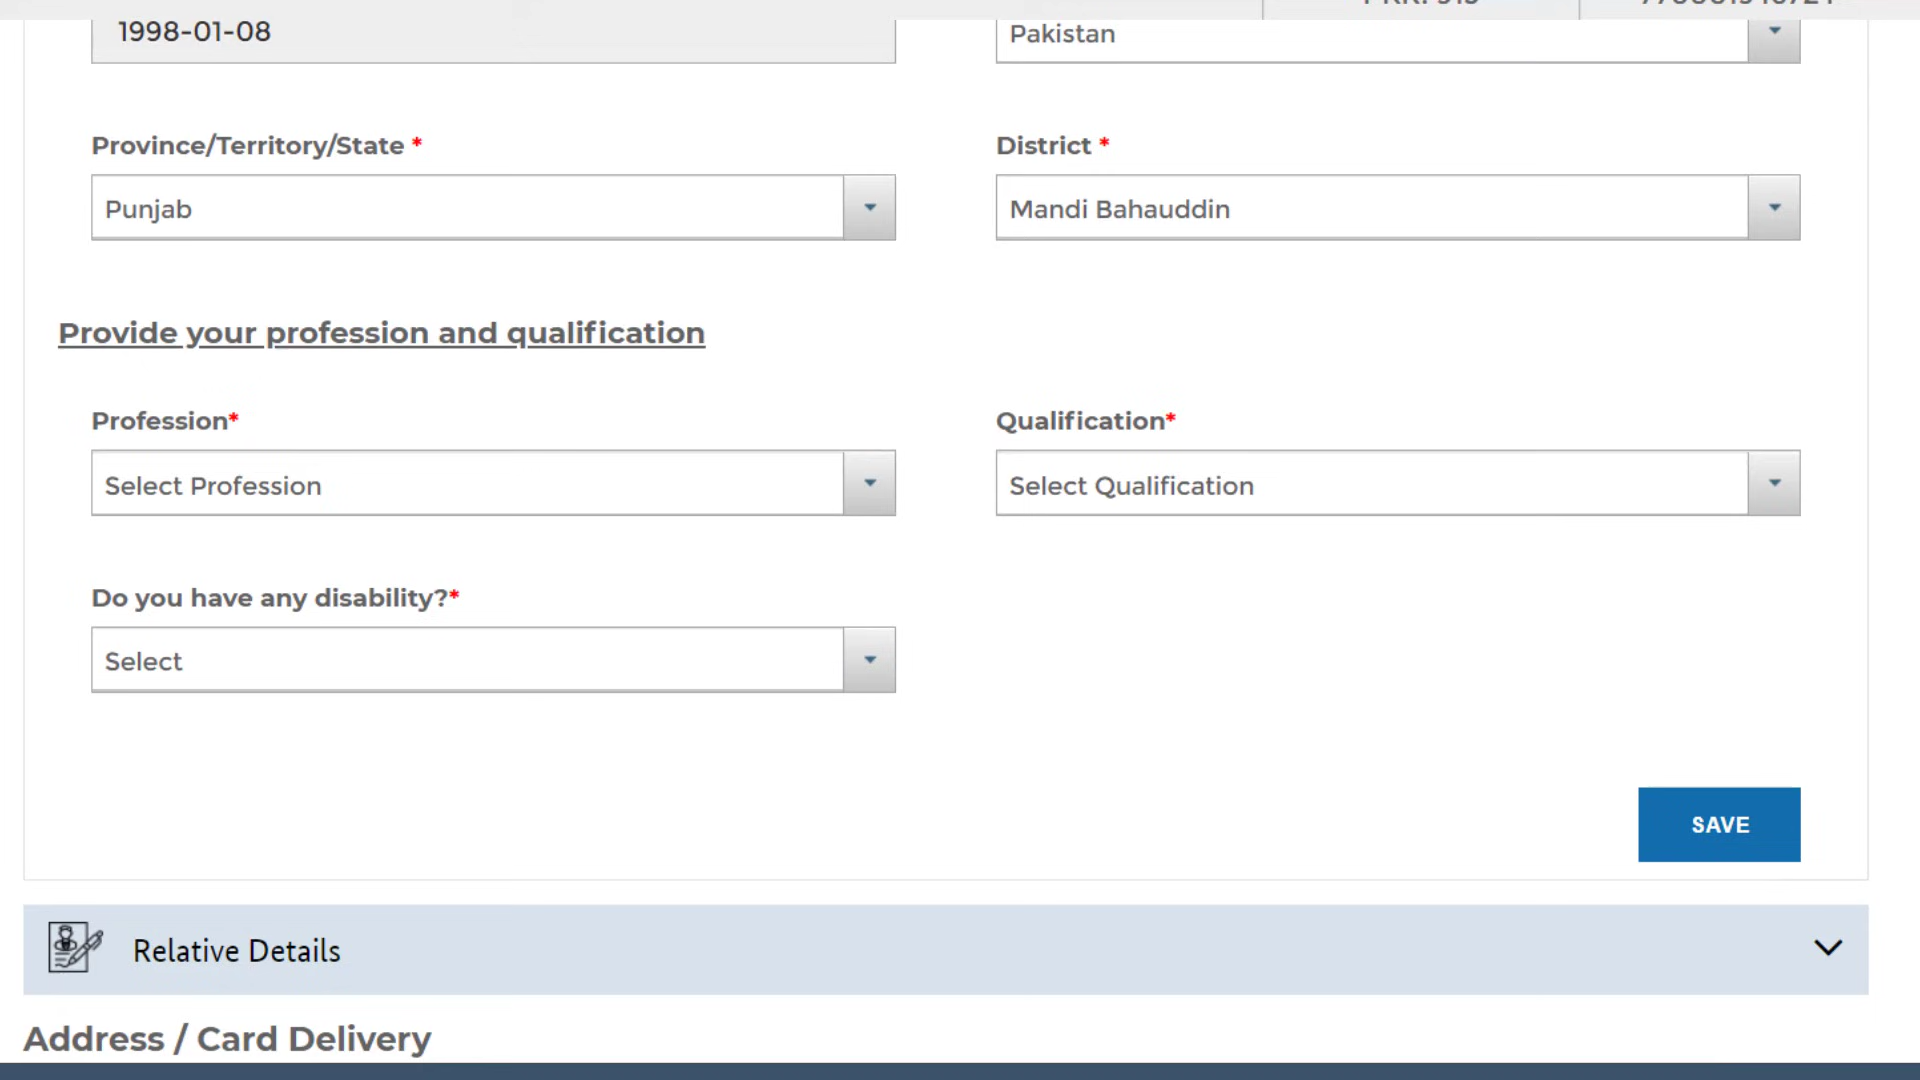 1998-01-08
Pakistan
Province/Territory/State *
District *
Punjab
Mandi Bahauddin
Provide your profession and qualification
Profession*
Qualification*
Select Profession
Select Qualification
Do you have any disability?*
Select
SAVE
Relative Details
Address / Card Delivery